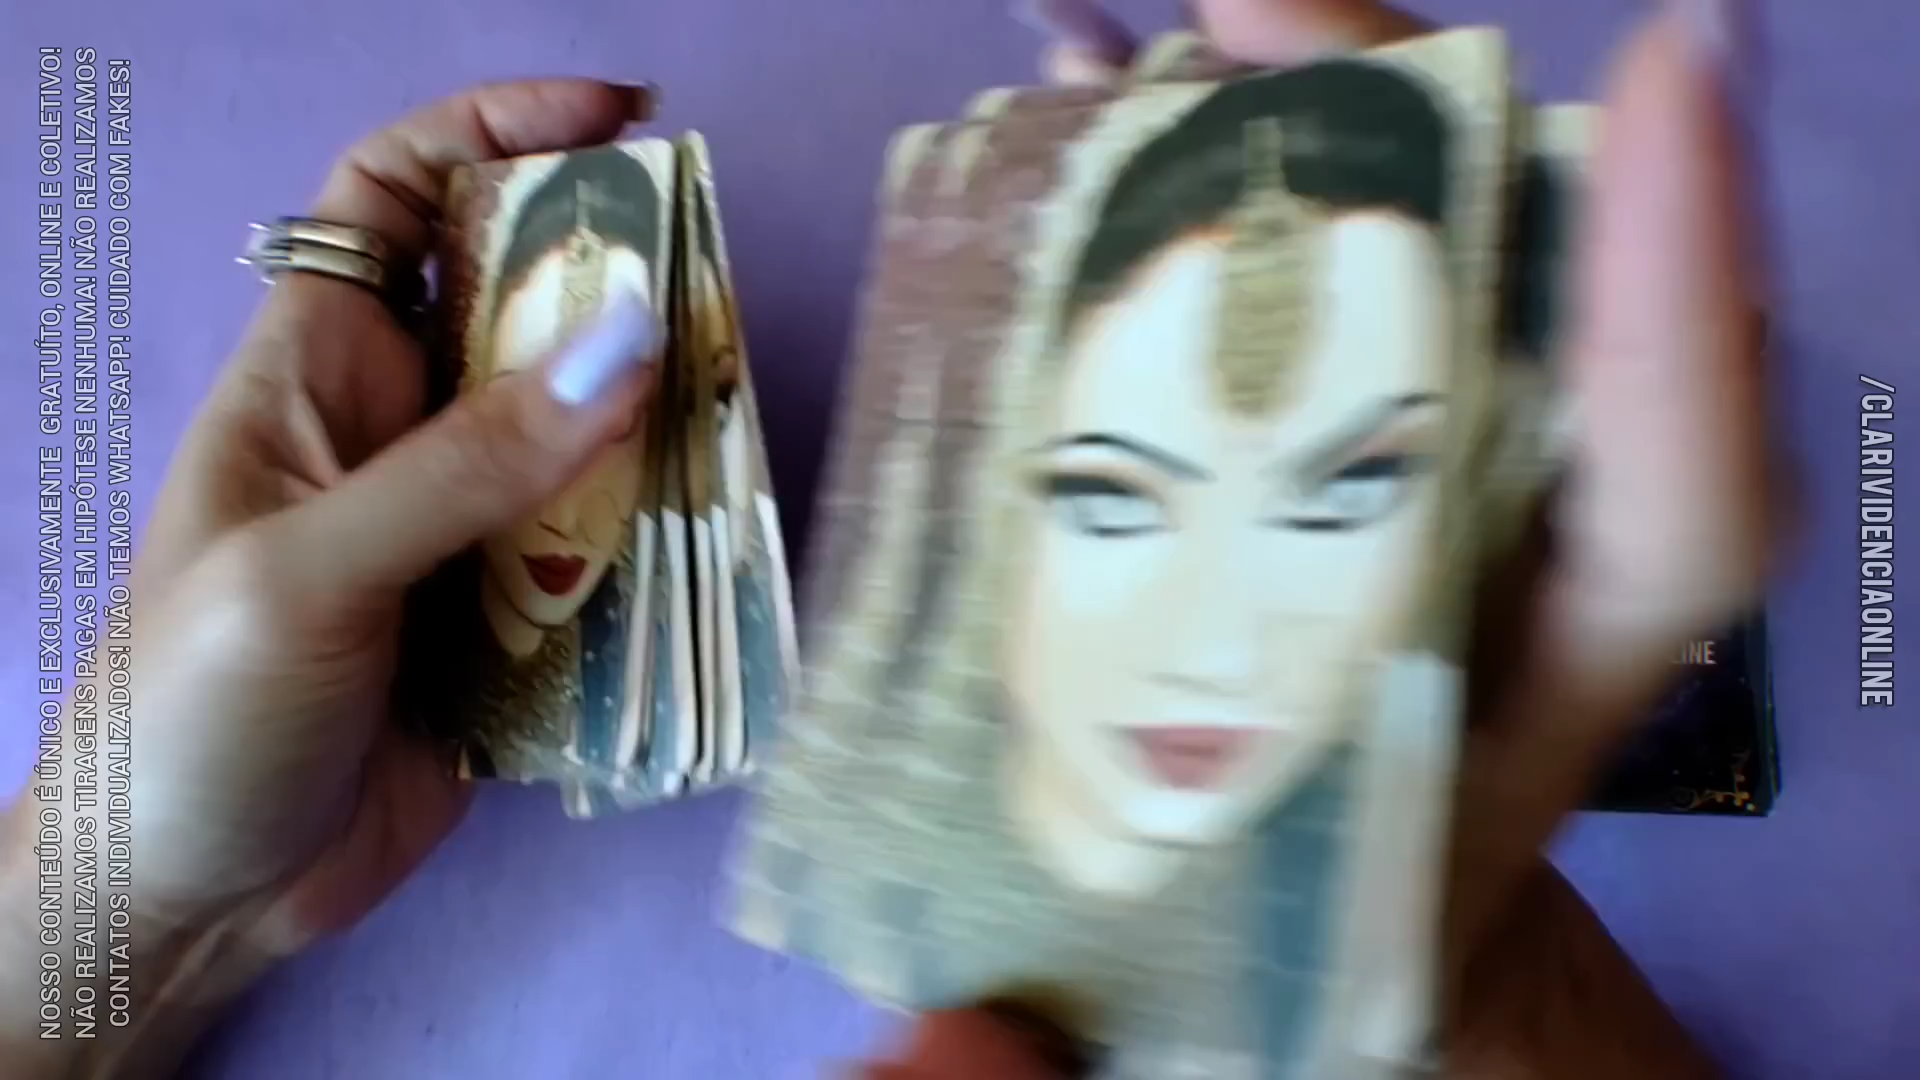 NOSSO CONTEÚDO É ÚNICO E EXCLUSIVAMENTE GRATUÍTO, ONLINE E COLETIVO!
NÃO REALIZAMOS TIRAGENS PAGAS EM HIPÓTESE NENHUMA! NÃO REALIZAMOS
CONTATOS INDIVIDUALIZADOS! NÃO TEMOS WHATSAPP! CUIDADO COM FAKES!
LINE
/CLARIVIDENCIAONLINE